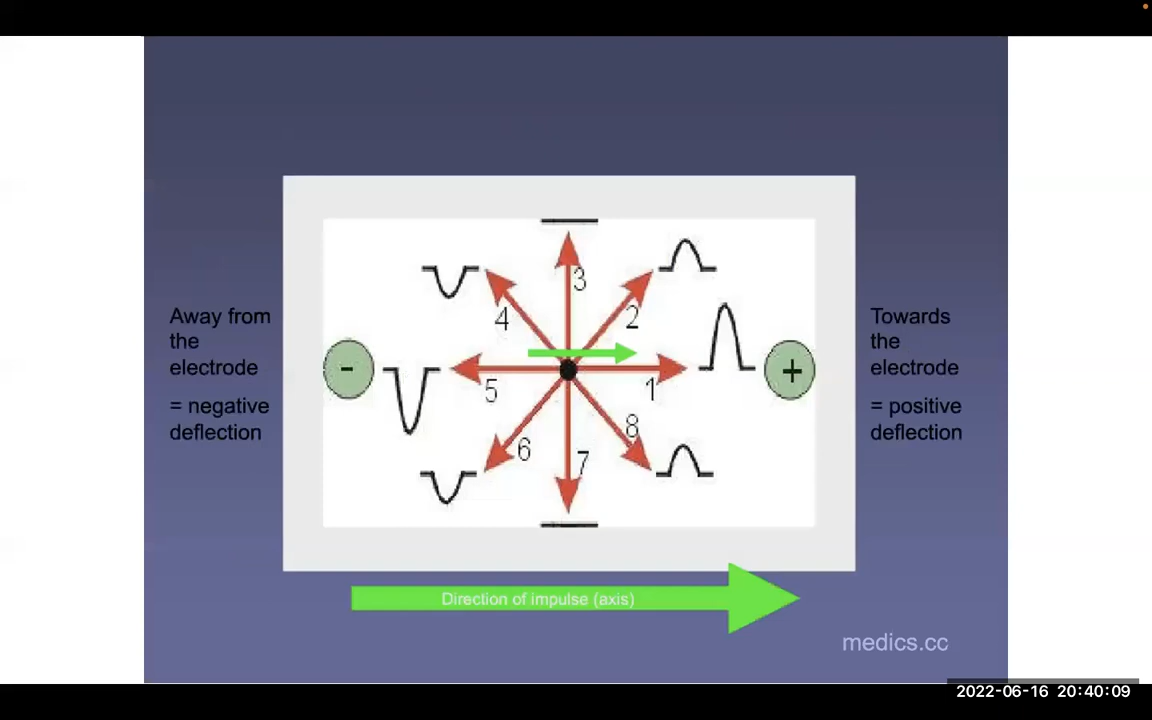 3
4
2
Away from
the
electrode
= negative
deflection
-
5
1
+
Towards
the
electrode
= positive
deflection
6
7
8
Direction of impulse (axis)
medics.cc
2022-06-16 20:40:09